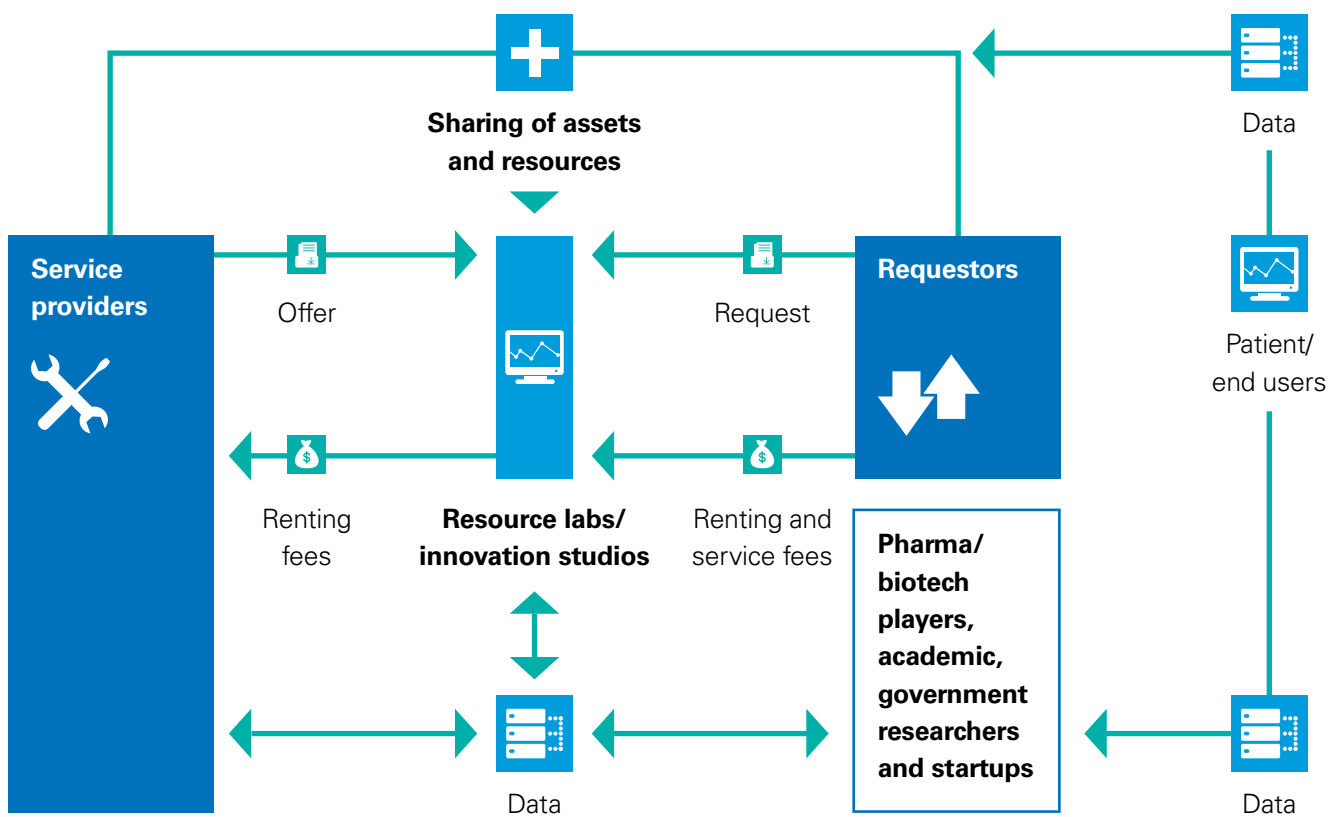 Sharing of assets
and resources
Data
Service
providers
Offer
Request
Requestors
Patient/
end users
$
$
Renting
fees
Resource labs/
innovation studios
Renting and
service fees
Pharma/
biotech
players,
academic,
government
researchers
and startups
Data
Data